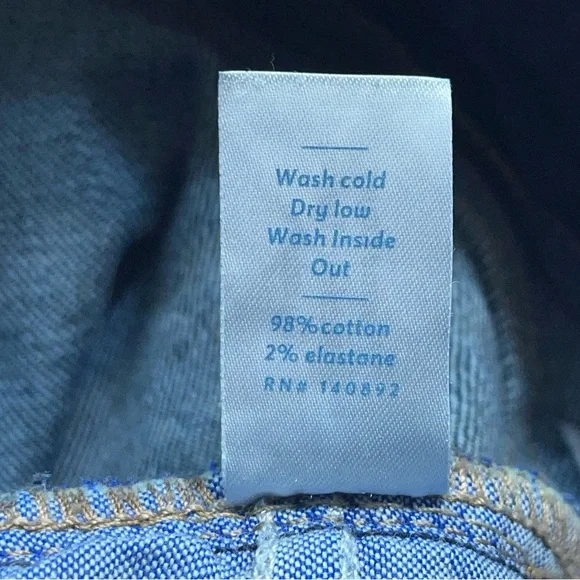 Wash cold
Dry low
Wash Inside
Out
98% cotton
2% elastane
RN# 140892